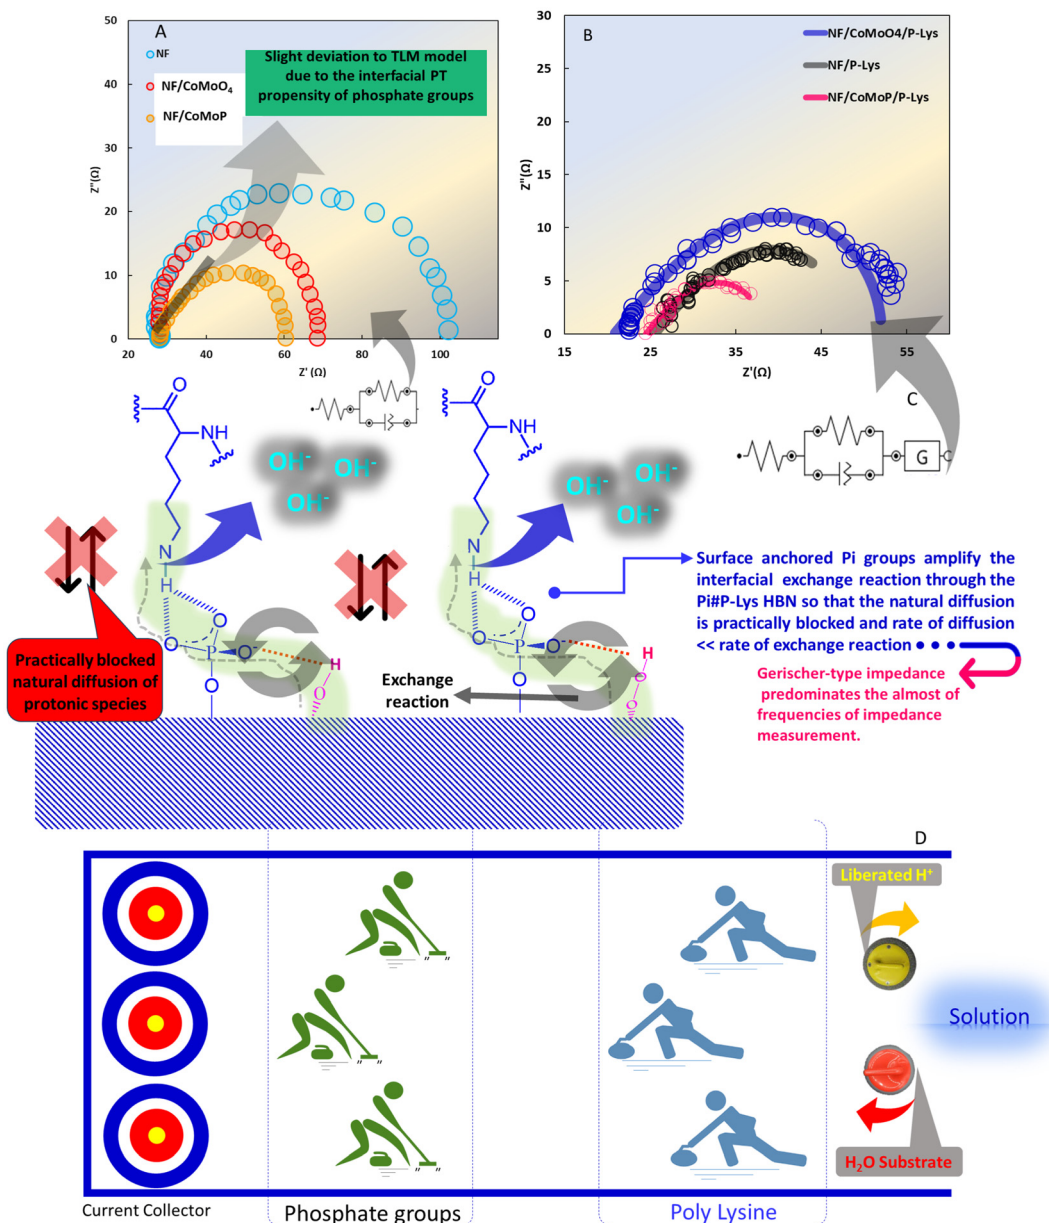 A
50
40
30
20
10
0
Z"(Ω)
20
40
60
80
100
Z' (Ω)
NF
NF/CoMoO4
NF/CoMoP
Slight deviation to TLM model
due to the interfacial PT
propensity of phosphate groups
B
30
25
20
15
10
5
0
Z"(Ω)
15
25
35
45
55
Z'(Ω)
NF/CoMoO4/P-Lys
NF/P-Lys
NF/CoMoP/P-Lys
C
G
O
NH
N
H
OH-
OH-
OH-
O
O
P
O-
O
H
O
O
NH
N
H
OH-
OH-
OH-
O
O
P
O-
O
H
O
O
Practically blocked
natural diffusion of
protonic species
Exchange
reaction
Surface anchored Pi groups amplify the
interfacial exchange reaction through the
Pi#P-Lys HBN so that the natural diffusion
is practically blocked and rate of diffusion
<< rate of exchange reaction
Gerischer-type impedance
predominates the almost of
frequencies of impedance
measurement.
D
Liberated H+
Solution
H2O Substrate
Current Collector
Phosphate groups
Poly Lysine